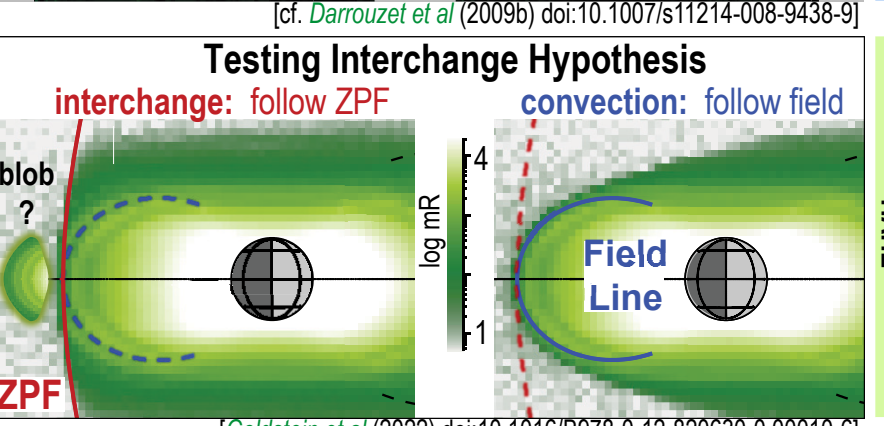 [cf. Darrouzet et al (2009b) doi:10.1007/s11214-008-9438-9]
Testing Interchange Hypothesis
interchange: follow ZPF
convection: follow field
blob
?
4
log mR
1
Field
Line
ZPF